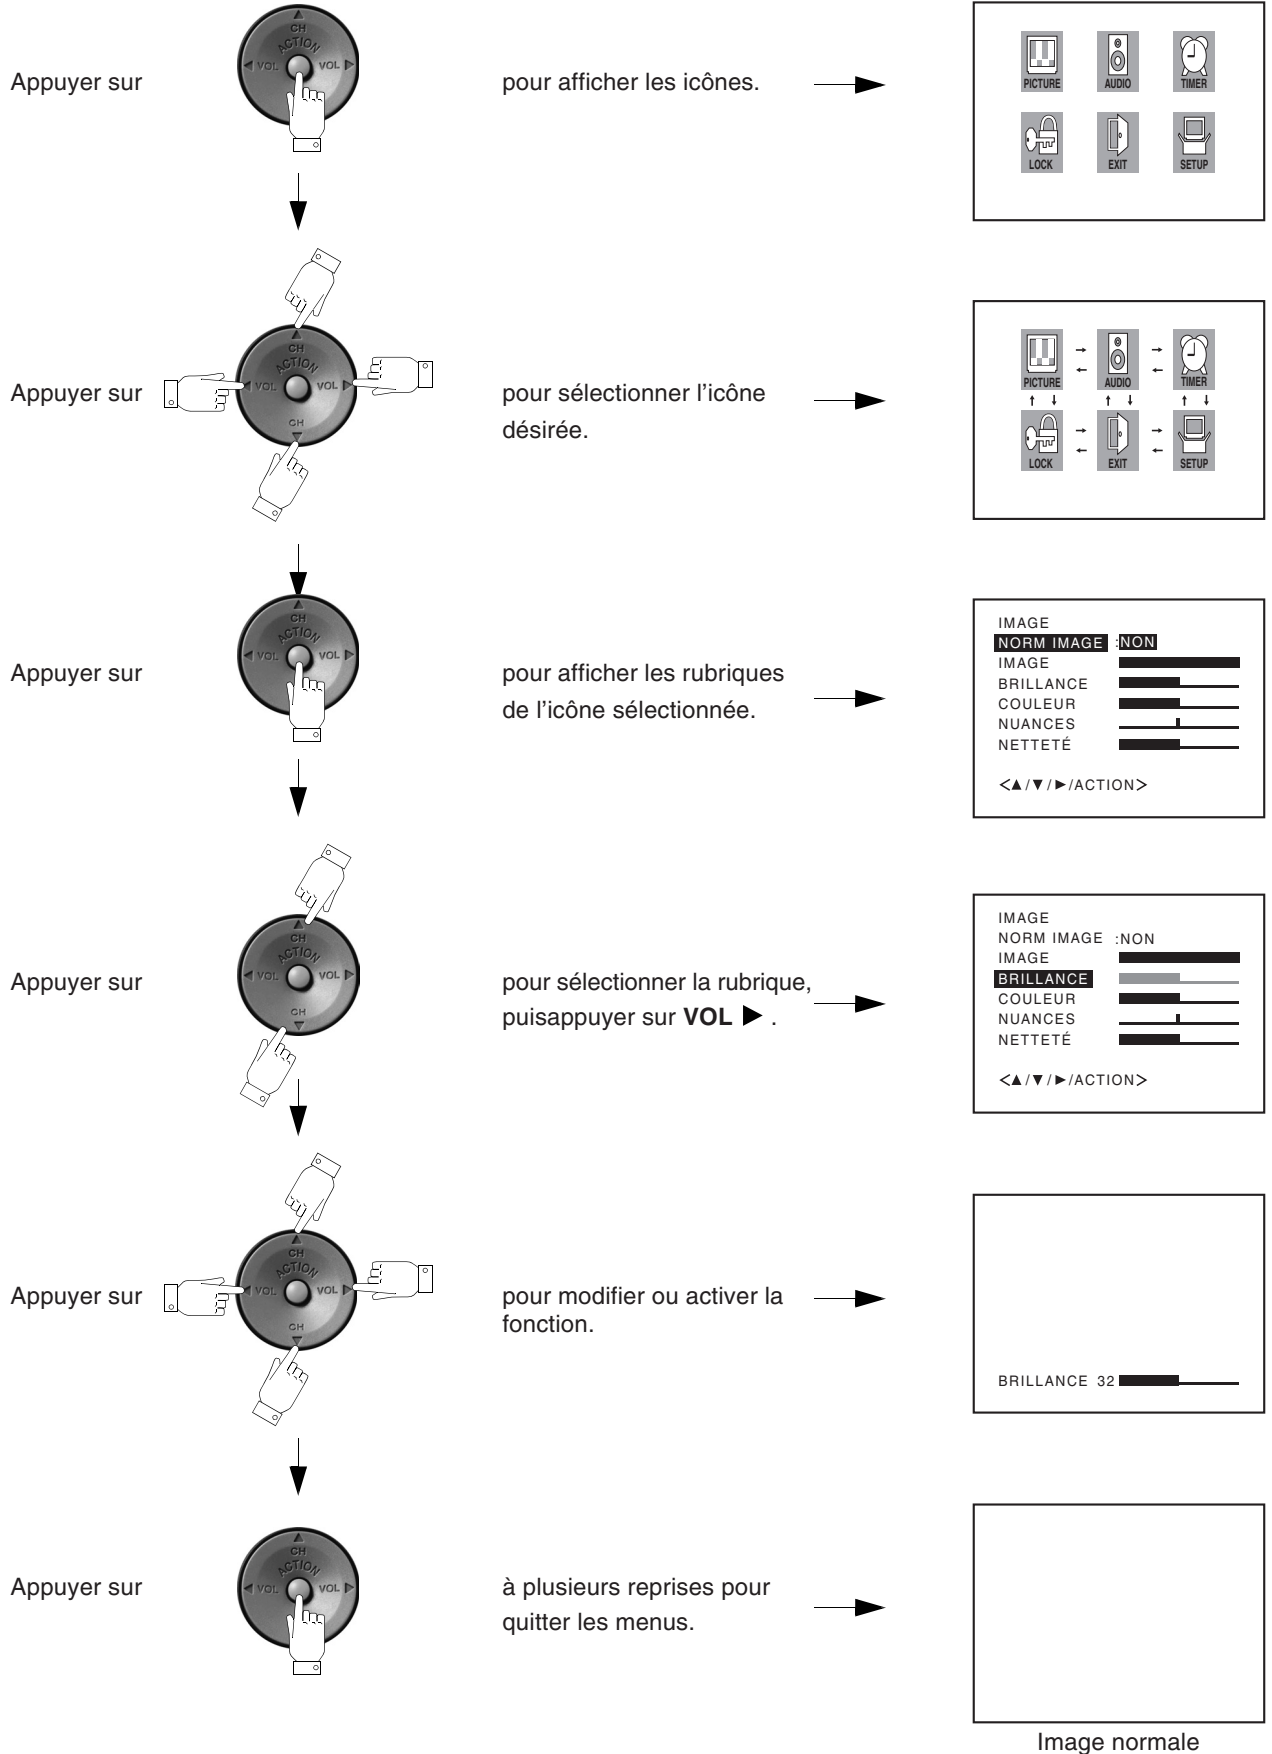 CH
ACTION
VOL VOL
Appuyer sur
pour afficher les icônes.
PICTURE AUDIO TIMER
LOCK EXIT SETUP
CH
ACTION
VOL VOL
CH
Appuyer sur
pour sélectionner l'icône
désirée.
PICTURE AUDIO TIMER
LOCK EXIT SETUP
CH
ACTION
VOL VOL
Appuyer sur
pour afficher les rubriques
de l'icône sélectionnée.
IMAGE
NORM IMAGE :NON
IMAGE
BRILLANCE
COULEUR
NUANCES
NETTETÉ
<▲/▼/►/ACTION>
CH
ACTION
VOL VOL
CH
Appuyer sur
pour sélectionner la rubrique,
puisappuyer sur VOL ► .
IMAGE
NORM IMAGE :NON
IMAGE
BRILLANCE
COULEUR
NUANCES
NETTETÉ
<▲/▼/►/ACTION>
CH
ACTION
VOL VOL
CH
Appuyer sur
pour modifier ou activer la
fonction.
BRILLANCE 32
CH
ACTION
VOL VOL
Appuyer sur
à plusieurs reprises pour
quitter les menus.
Image normale